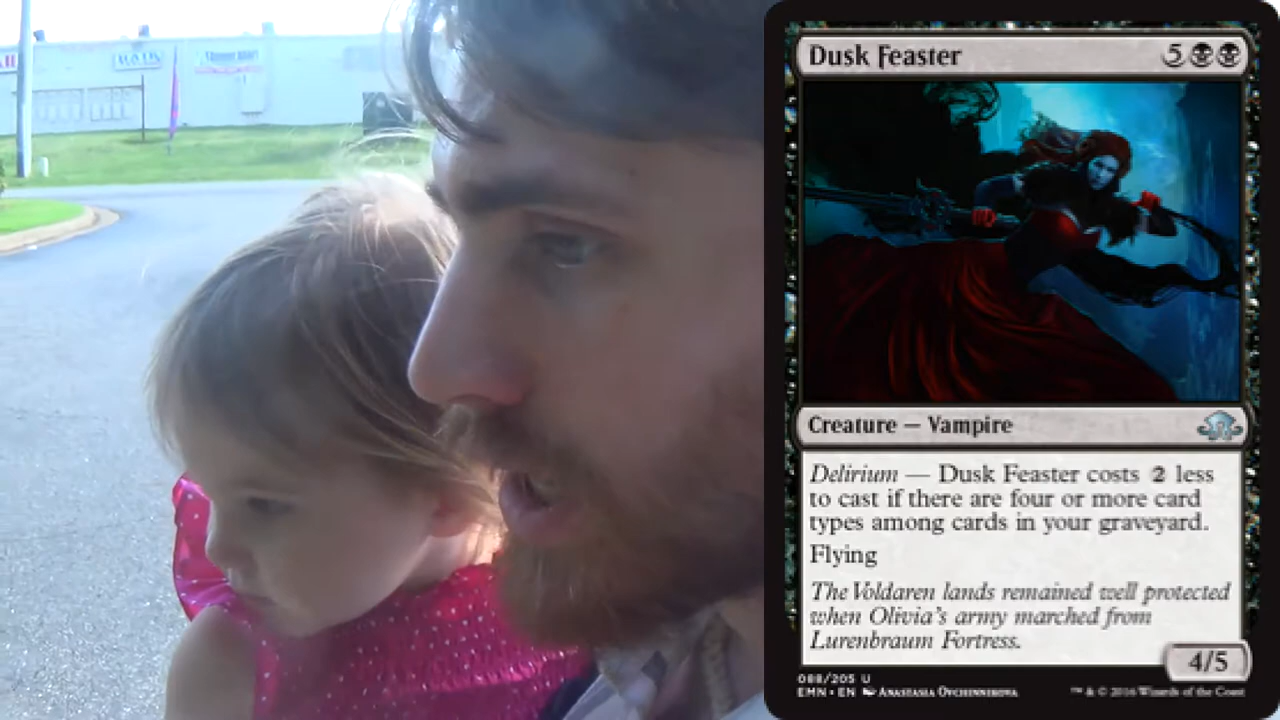 Dusk Feaster 5
Creature — Vampire
Delirium — Dusk Feaster costs 2 less
to cast if there are four or more card
types among cards in your graveyard.
Flying
The Voldaren lands remained well protected
when Olivia's army marched from
Lurenbraum Fortress.
4/5
088/205 U
EMN • EN Anastasia Ovchinnikova
™ & © 2016 Wizards of the Coast